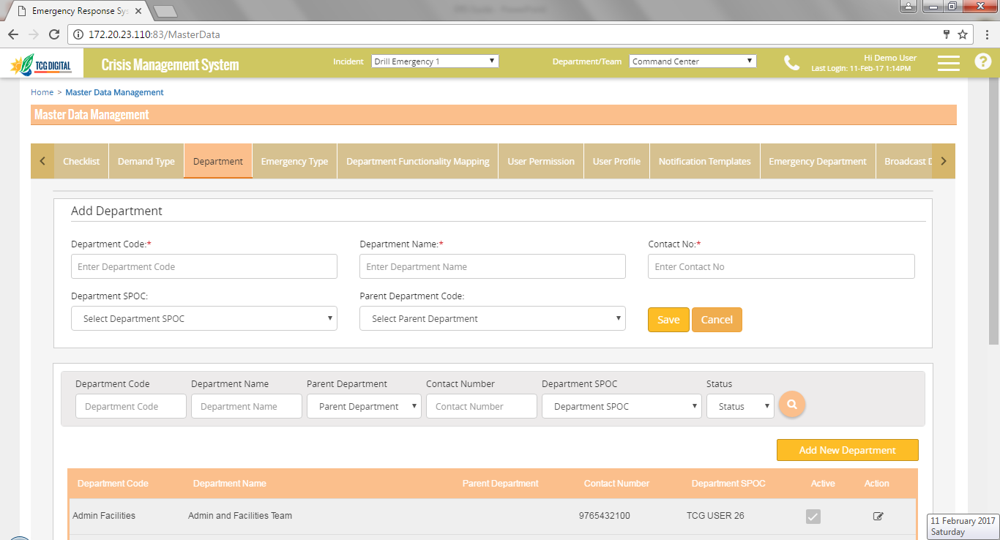 Emergency Response Sys
172.20.23.110:83/MasterData
TCG DIGITAL
Crisis Management System
Incident
Drill Emergency 1
Department/Team
Command Center
Hi Demo User
Last Login: 11-Feb-17 1:14PM
?
Home > Master Data Management
Master Data Management
Checklist
Demand Type
Department
Emergency Type
Department Functionality Mapping
User Permission
User Profile
Notification Templates
Emergency Department
Broadcast D
Add Department
Department Code:*
Department Name:*
Contact No:*
Enter Department Code
Enter Department Name
Enter Contact No
Department SPOC:
Parent Department Code:
Select Department SPOC
Select Parent Department
Save
Cancel
Department Code
Department Name
Parent Department
Contact Number
Department SPOC
Status
Department Code
Department Name
Parent Department
Contact Number
Department SPOC
Status
Add New Department
Department Code
Department Name
Parent Department
Contact Number
Department SPOC
Active
Action
Admin Facilities
Admin and Facilities Team
9765432100
TCG USER 26
11 February 2017
Saturday